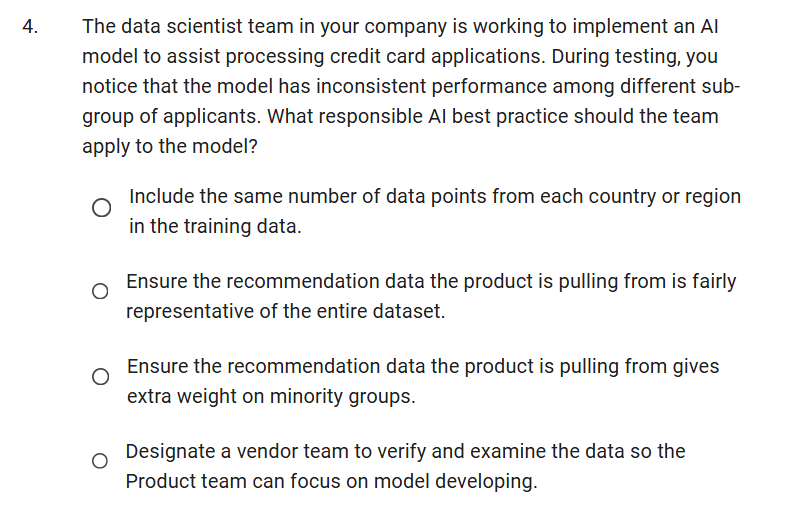 4. The data scientist team in your company is working to implement an AI
model to assist processing credit card applications. During testing, you
notice that the model has inconsistent performance among different sub-
group of applicants. What responsible AI best practice should the team
apply to the model?
Include the same number of data points from each country or region
in the training data.
Ensure the recommendation data the product is pulling from is fairly
representative of the entire dataset.
Ensure the recommendation data the product is pulling from gives
extra weight on minority groups.
Designate a vendor team to verify and examine the data so the
Product team can focus on model developing.